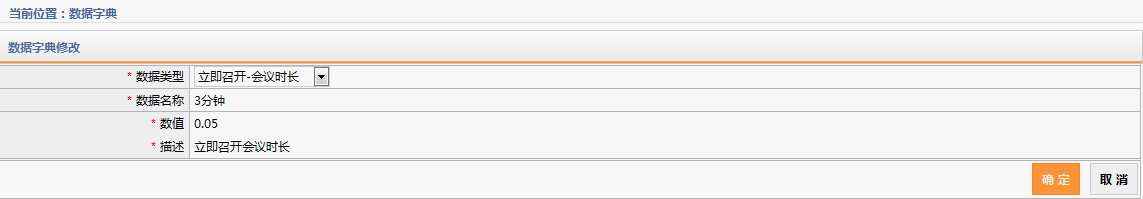 当前位置：数据字典
数据字典修改
* 数据类型 立即召开-会议时长
* 数据名称 3分钟
* 数值 0.05
* 描述 立即召开会议时长
确 定 取 消